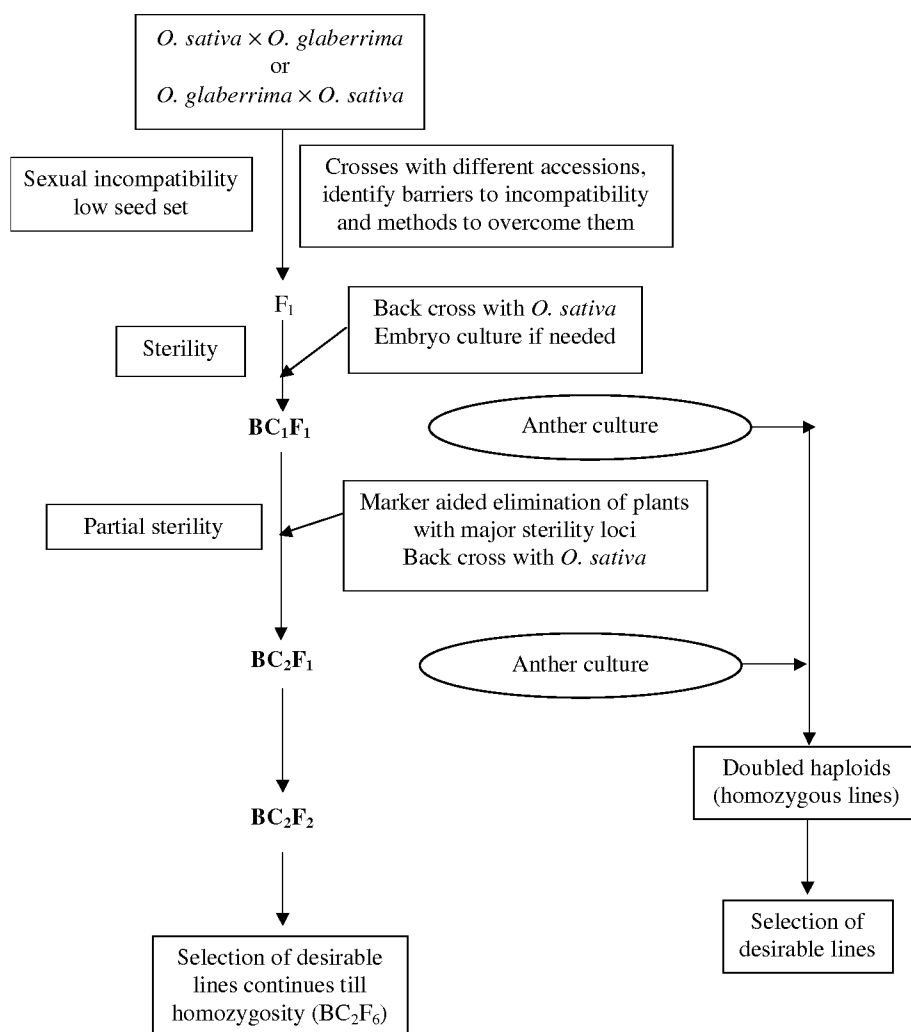 O. sativa × O. glaberrima
or
O. glaberrima × O. sativa
Sexual incompatibility
low seed set
Crosses with different accessions,
identify barriers to incompatibility
and methods to overcome them
F₁
Back cross with O. sativa
Embryo culture if needed
Sterility
BC₁F₁
Anther culture
Partial sterility
Marker aided elimination of plants
with major sterility loci
Back cross with O. sativa
BC₂F₁
Anther culture
Doubled haploids
(homozygous lines)
BC₂F₂
Selection of
desirable lines
Selection of desirable
lines continues till
homozygosity (BC₂F₆)